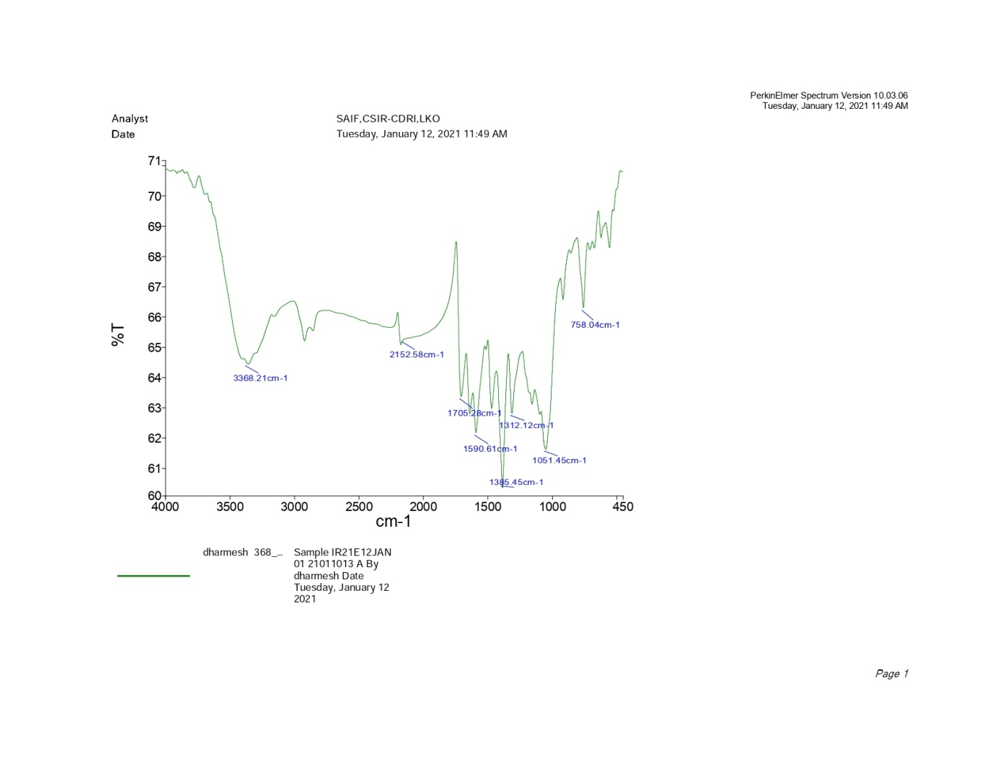 PerkinElmer Spectrum Version 10.03.06
Tuesday, January 12, 2021 11:49 AM
Analyst SAIF,CSIR-CDRI,LKO
Date Tuesday, January 12, 2021 11:49 AM
71
70
69
68
67
66
65
64
63
62
61
60
%T
3368.21cm-1
2152.58cm-1
1705.28cm-1
1590.61cm-1
1385.45cm-1
1312.12cm-1
1051.45cm-1
758.04cm-1
4000 3500 3000 2500 2000 1500 1000 450
cm-1
dharmesh 368_... Sample IR21E12JAN
01 21011013 A By
dharmesh Date
Tuesday, January 12
2021
Page 1